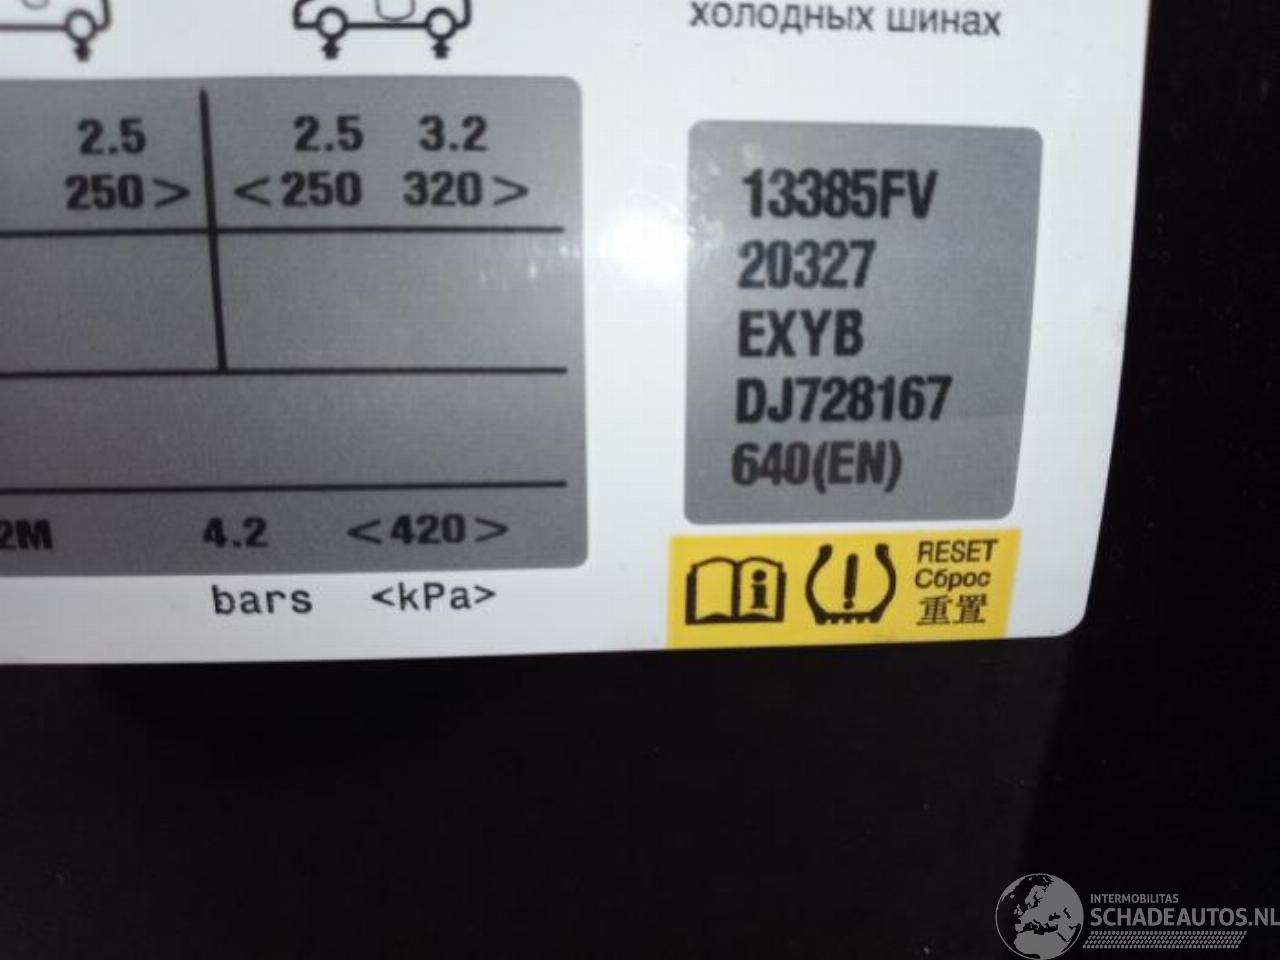 холодных шинах
2.5 2.5 3.2
250> <250 320>
2M 4.2 <420>
bars <kPa>
13385FV
20327
EXYB
DJ728167
640(EN)
RESET
Сброс
重置
INTERMOBILITAS
SCHADEAUTOS.NL